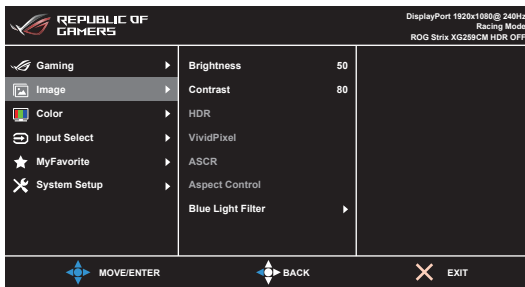 REPUBLIC OF
GAMERS
DisplayPort 1920x1080@ 240Hz
Racing Mode
ROG Strix XG259CM HDR OFF
Gaming
Image
Color
Input Select
MyFavorite
System Setup
Brightness 50
Contrast 80
HDR
VividPixel
ASCR
Aspect Control
Blue Light Filter
MOVE/ENTER BACK EXIT